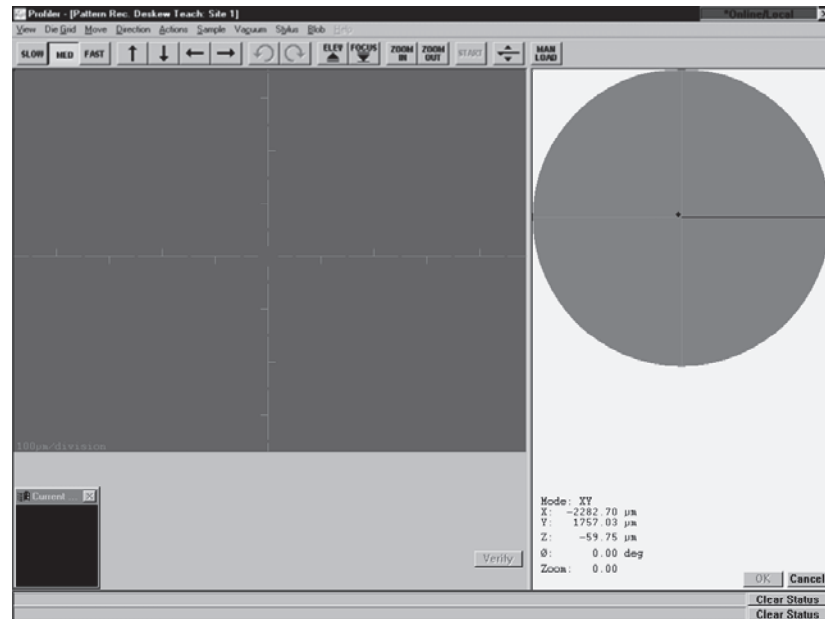 Profiler - [Pattern Rec. Deskew Teach: Site 1]
*Online/Local
View Die Grid Move Direction Actions Sample Vacuum Stylus Blob Help
SLOW MED FAST ELEV FOCUS ZOOM IN ZOOM OUT START MAN LOAD
100µm/division
Current ...
Verify
Mode: XY
X: -2282.70 µm
Y: 1757.03 µm
Z: -59.75 µm
Ø: 0.00 deg
Zoom: 0.00
OK Cancel
Clear Status
Clear Status